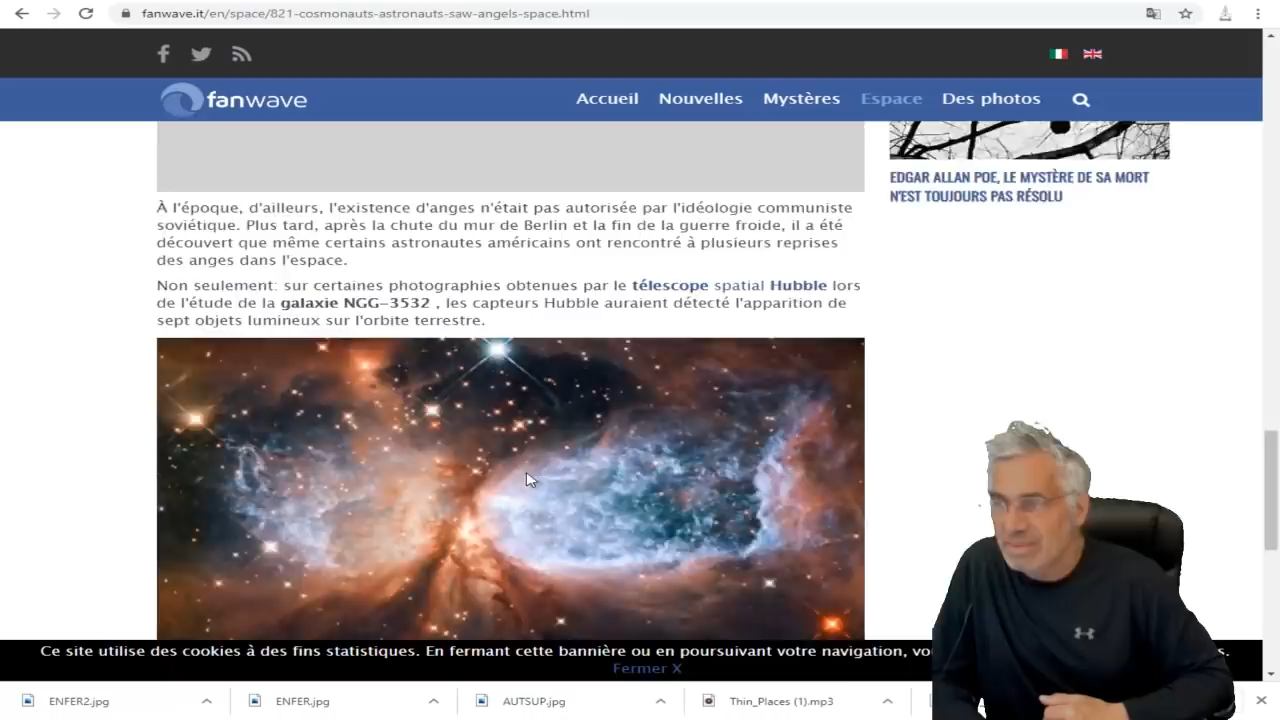 fanwave.it/en/space/821-cosmonauts-astronauts-saw-angels-space.html
fanwave
Accueil Nouvelles Mystères Espace Des photos
EDGAR ALLAN POE, LE MYSTÈRE DE SA MORT
N'EST TOUJOURS PAS RÉSOLU
À l'époque, d'ailleurs, l'existence d'anges n'était pas autorisée par l'idéologie communiste
soviétique. Plus tard, après la chute du mur de Berlin et la fin de la guerre froide, il a été
découvert que même certains astronautes américains ont rencontré à plusieurs reprises
des anges dans l'espace.
Non seulement: sur certaines photographies obtenues par le télescope spatial Hubble lors
de l'étude de la galaxie NGG-3532 , les capteurs Hubble auraient détecté l'apparition de
sept objets lumineux sur l'orbite terrestre.
Ce site utilise des cookies à des fins statistiques. En fermant cette bannière ou en poursuivant votre navigation, vo
Fermer X
ENFER2.jpg ENFER.jpg AUTSUP.jpg Thin_Places (1).mp3